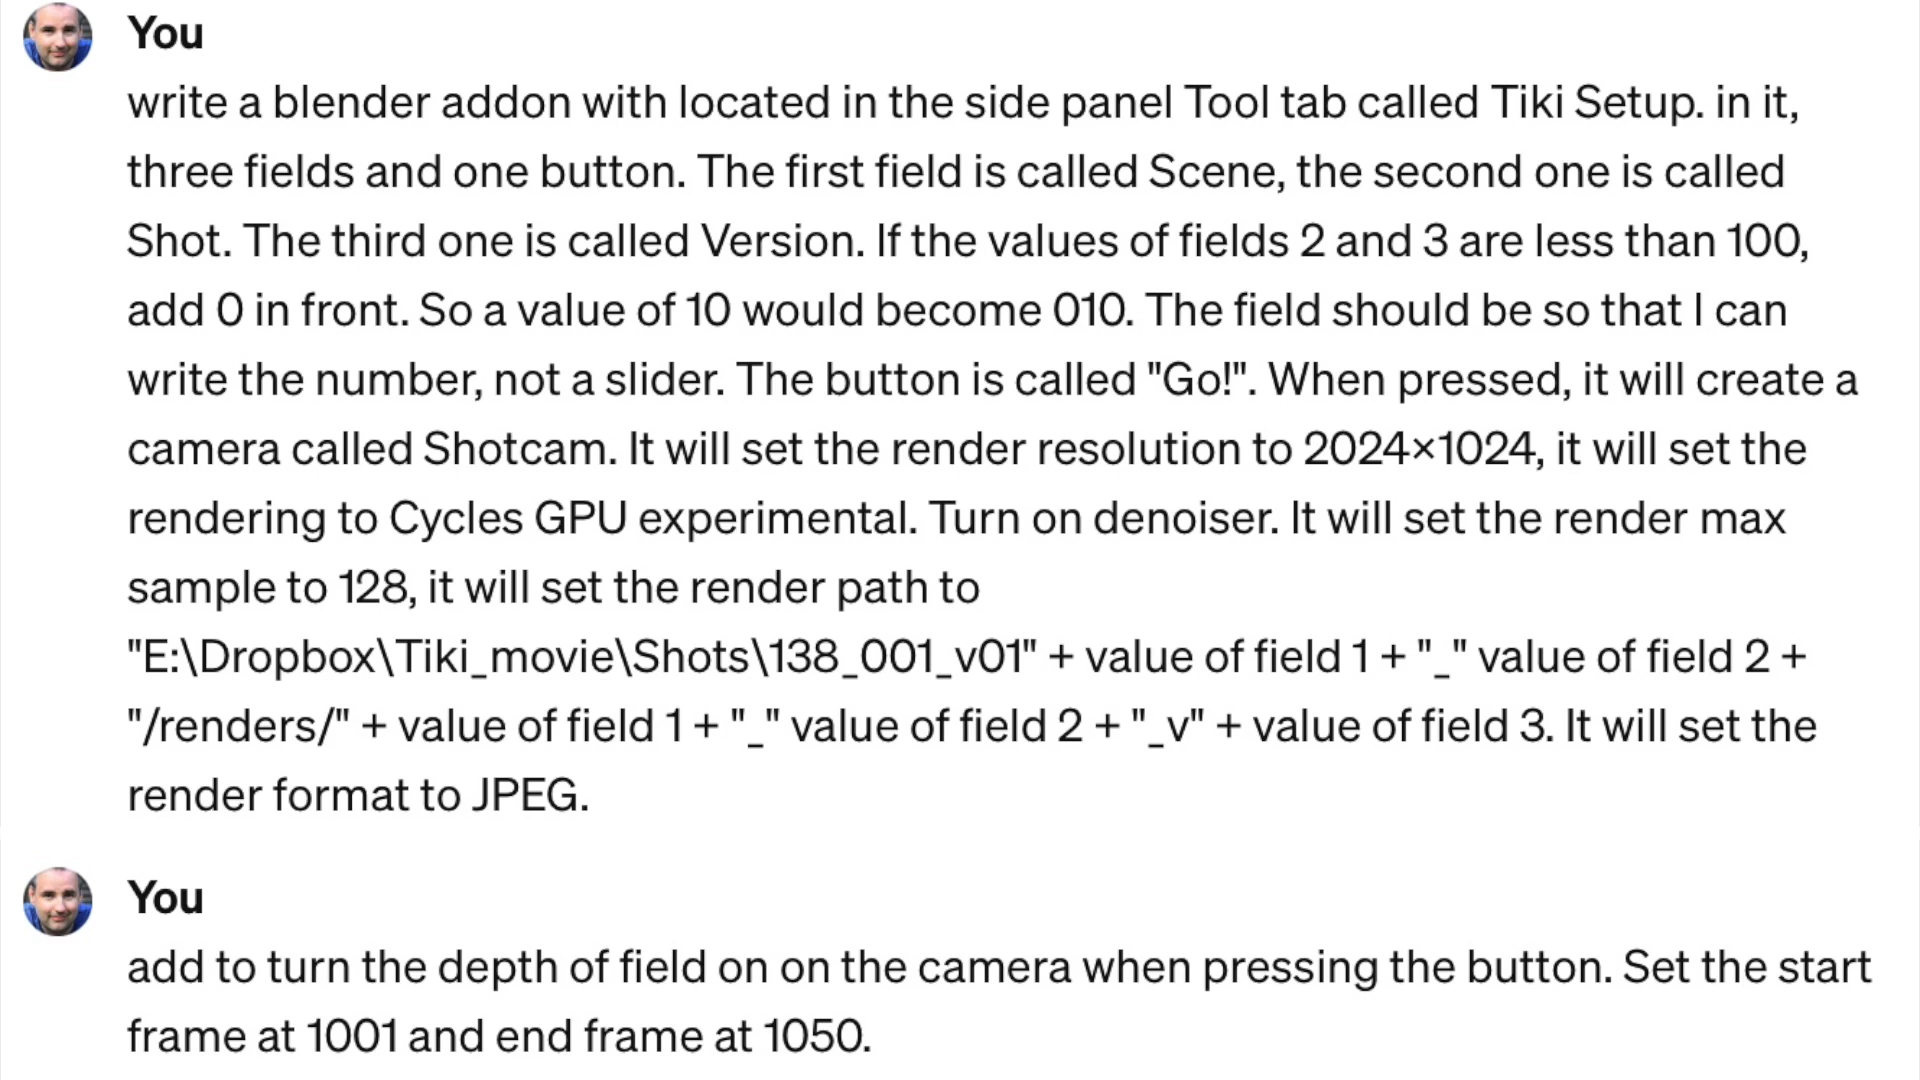 You
write a blender addon with located in the side panel Tool tab called Tiki Setup. in it,
three fields and one button. The first field is called Scene, the second one is called
Shot. The third one is called Version. If the values of fields 2 and 3 are less than 100,
add 0 in front. So a value of 10 would become 010. The field should be so that I can
write the number, not a slider. The button is called "Go!". When pressed, it will create a
camera called Shotcam. It will set the render resolution to 2024×1024, it will set the
rendering to Cycles GPU experimental. Turn on denoiser. It will set the render max
sample to 128, it will set the render path to
"E:\Dropbox\Tiki_movie\Shots\138_001_v01" + value of field 1 + "_" value of field 2 +
"/renders/" + value of field 1 + "_" value of field 2 + "_v" + value of field 3. It will set the
render format to JPEG.
You
add to turn the depth of field on on the camera when pressing the button. Set the start
frame at 1001 and end frame at 1050.